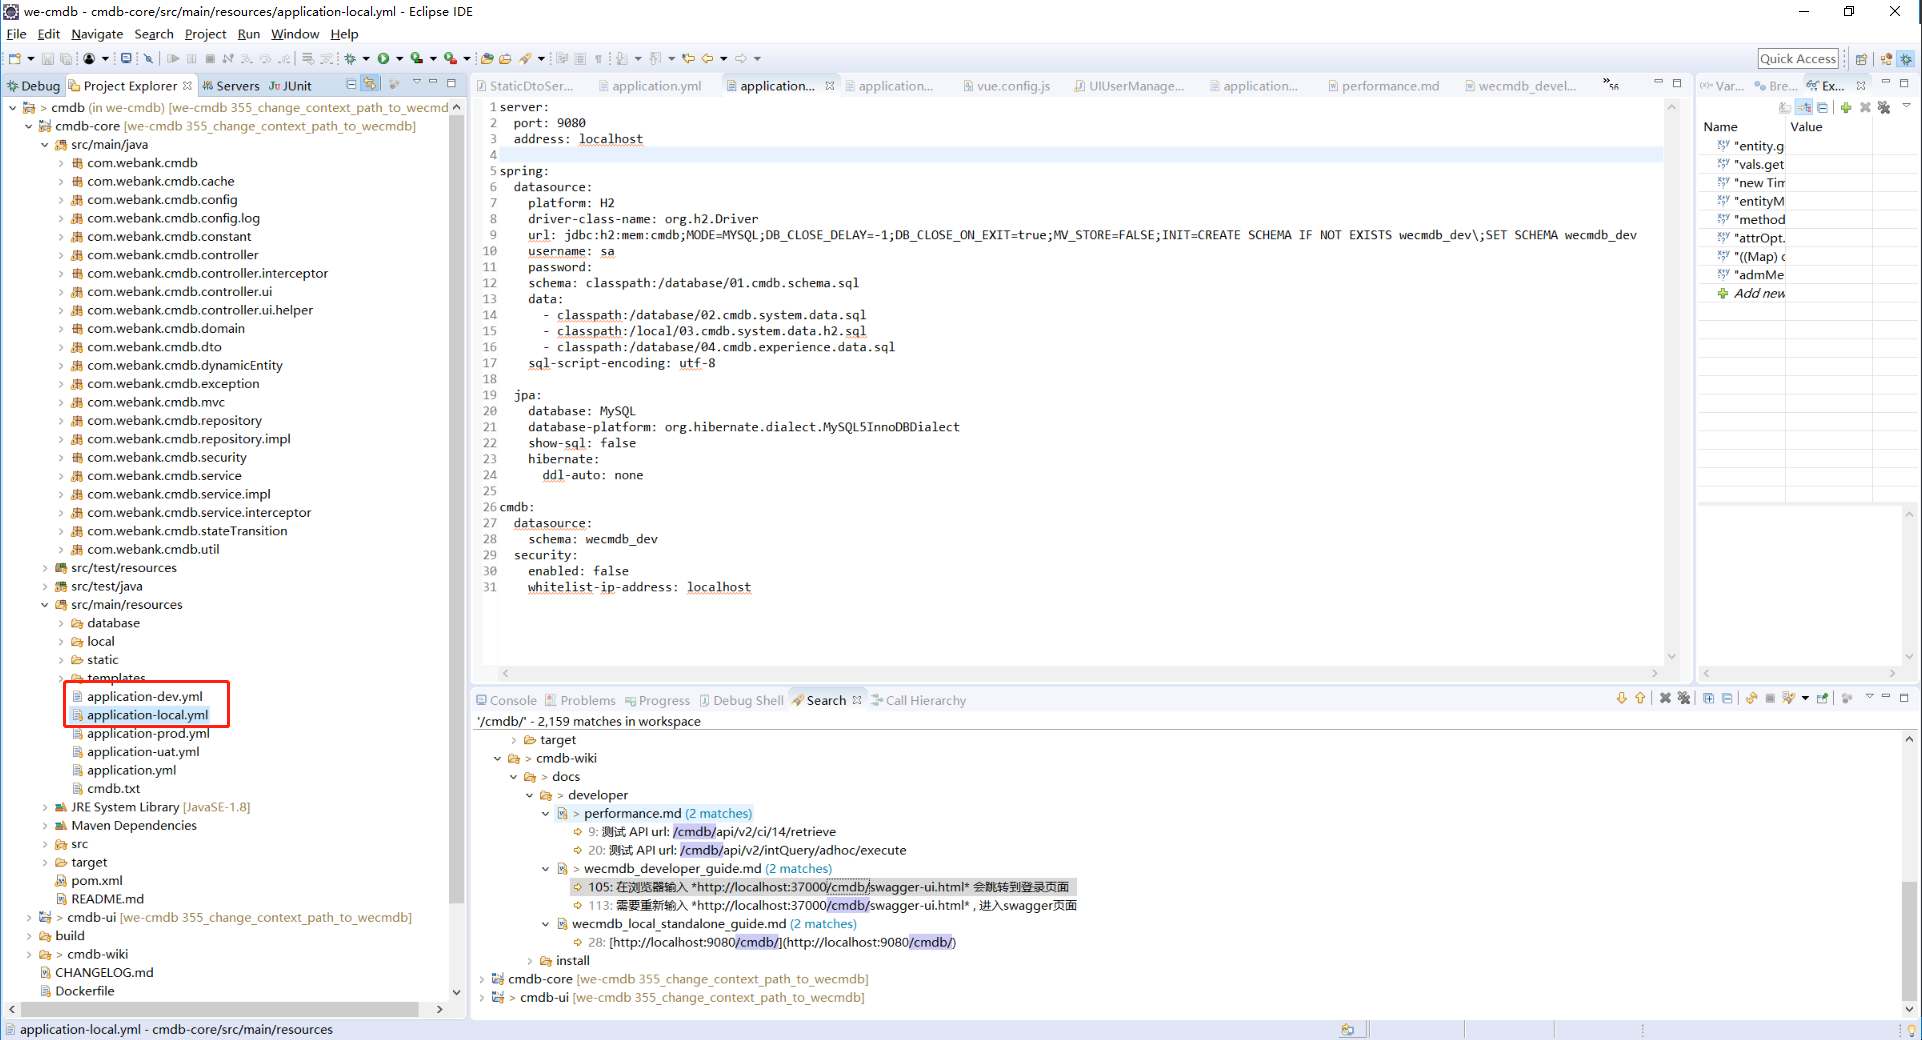 we-cmdb - cmdb-core/src/main/resources/application-local.yml - Eclipse IDE
File Edit Navigate Search Project Run Window Help
Quick Access
Debug Project Explorer Servers JUnit
cmdb (in we-cmdb) [we-cmdb 355_change_context_path_to_wecmd
cmdb-core [we-cmdb 355_change_context_path_to_wecmdb]
src/main/java
com.webank.cmdb
com.webank.cmdb.cache
com.webank.cmdb.config
com.webank.cmdb.config.log
com.webank.cmdb.constant
com.webank.cmdb.controller
com.webank.cmdb.controller.interceptor
com.webank.cmdb.controller.ui
com.webank.cmdb.controller.ui.helper
com.webank.cmdb.domain
com.webank.cmdb.dto
com.webank.cmdb.dynamicEntity
com.webank.cmdb.exception
com.webank.cmdb.mvc
com.webank.cmdb.repository
com.webank.cmdb.repository.impl
com.webank.cmdb.security
com.webank.cmdb.service
com.webank.cmdb.service.impl
com.webank.cmdb.service.interceptor
com.webank.cmdb.stateTransition
com.webank.cmdb.util
src/test/resources
src/test/java
src/main/resources
database
local
static
templates
application-dev.yml
application-local.yml
application-prod.yml
application-uat.yml
application.yml
cmdb.txt
JRE System Library [JavaSE-1.8]
Maven Dependencies
src
target
pom.xml
README.md
> cmdb-ui [we-cmdb 355_change_context_path_to_wecmdb]
build
> cmdb-wiki
CHANGELOG.md
Dockerfile
StaticDtoSer... application.yml application... application... vue.config.js UIUserManage... application... performance.md wecmdb_devel... »56
1 server:
2 port: 9080
3 address: localhost
4
5 spring:
6 datasource:
7 platform: H2
8 driver-class-name: org.h2.Driver
9 url: jdbc:h2:mem:cmdb;MODE=MYSQL;DB_CLOSE_DELAY=-1;DB_CLOSE_ON_EXIT=true;MV_STORE=FALSE;INIT=CREATE SCHEMA IF NOT EXISTS wecmdb_dev\;SET SCHEMA wecmdb_dev
10 username: sa
11 password:
12 schema: classpath:/database/01.cmdb.schema.sql
13 data:
14 - classpath:/database/02.cmdb.system.data.sql
15 - classpath:/local/03.cmdb.system.data.h2.sql
16 - classpath:/database/04.cmdb.experience.data.sql
17 sql-script-encoding: utf-8
18
19 jpa:
20 database: MySQL
21 database-platform: org.hibernate.dialect.MySQL5InnoDBDialect
22 show-sql: false
23 hibernate:
24 ddl-auto: none
25
26 cmdb:
27 datasource:
28 schema: wecmdb_dev
29 security:
30 enabled: false
31 whitelist-ip-address: localhost
Var... Bre... Ex...
Name Value
"entity.g
"vals.get
"new Tim
"entityM
"method
"attrOpt.
"((Map) c
"admMe
Add new
Console Problems Progress Debug Shell Search Call Hierarchy
'/cmdb/' - 2,159 matches in workspace
target
> cmdb-wiki
> docs
> developer
> performance.md (2 matches)
9: 测试 API url: /cmdb/api/v2/ci/14/retrieve
20: 测试 API url: /cmdb/api/v2/intQuery/adhoc/execute
> wecmdb_developer_guide.md (2 matches)
105: 在浏览器输入 *http://localhost:37000/cmdb/swagger-ui.html* 会跳转到登录页面
113: 需要重新输入 *http://localhost:37000/cmdb/swagger-ui.html* , 进入swagger页面
wecmdb_local_standalone_guide.md (2 matches)
28: [http://localhost:9080/cmdb/](http://localhost:9080/cmdb/)
install
cmdb-core [we-cmdb 355_change_context_path_to_wecmdb]
> cmdb-ui [we-cmdb 355_change_context_path_to_wecmdb]
application-local.yml - cmdb-core/src/main/resources